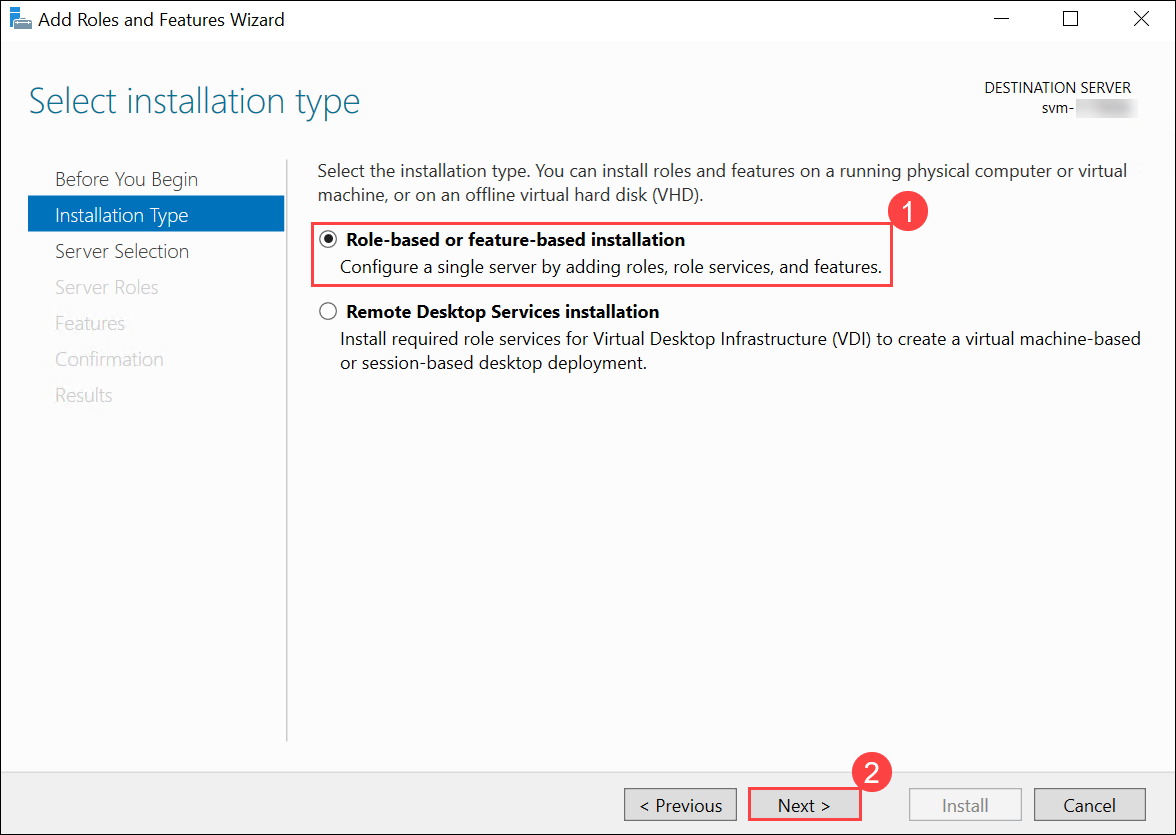 Add Roles and Features Wizard
Select installation type
DESTINATION SERVER
svm-
Before You Begin
Installation Type
Server Selection
Server Roles
Features
Confirmation
Results
Select the installation type. You can install roles and features on a running physical computer or virtual
machine, or on an offline virtual hard disk (VHD).
1
Role-based or feature-based installation
Configure a single server by adding roles, role services, and features.
Remote Desktop Services installation
Install required role services for Virtual Desktop Infrastructure (VDI) to create a virtual machine-based
or session-based desktop deployment.
2
< Previous
Next >
Install
Cancel